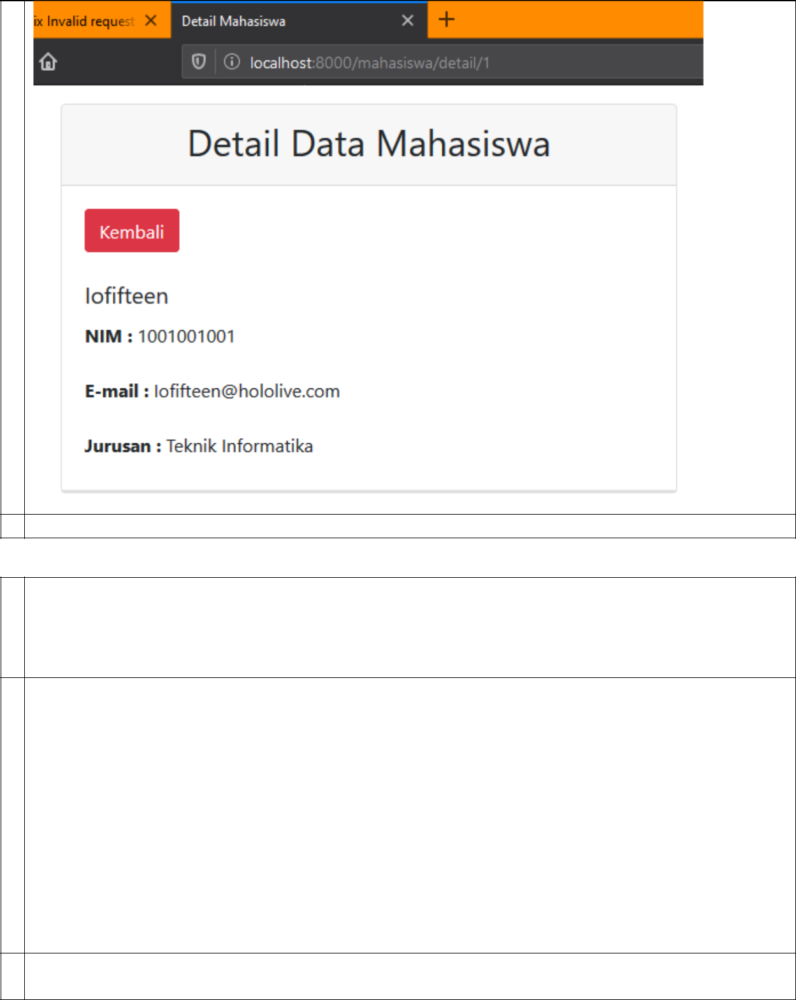 ix Invalid request
Detail Mahasiswa
localhost:8000/mahasiswa/detail/1
Detail Data Mahasiswa
Kembali
Iofifteen
NIM : 1001001001
E-mail : Iofifteen@hololive.com
Jurusan : Teknik Informatika